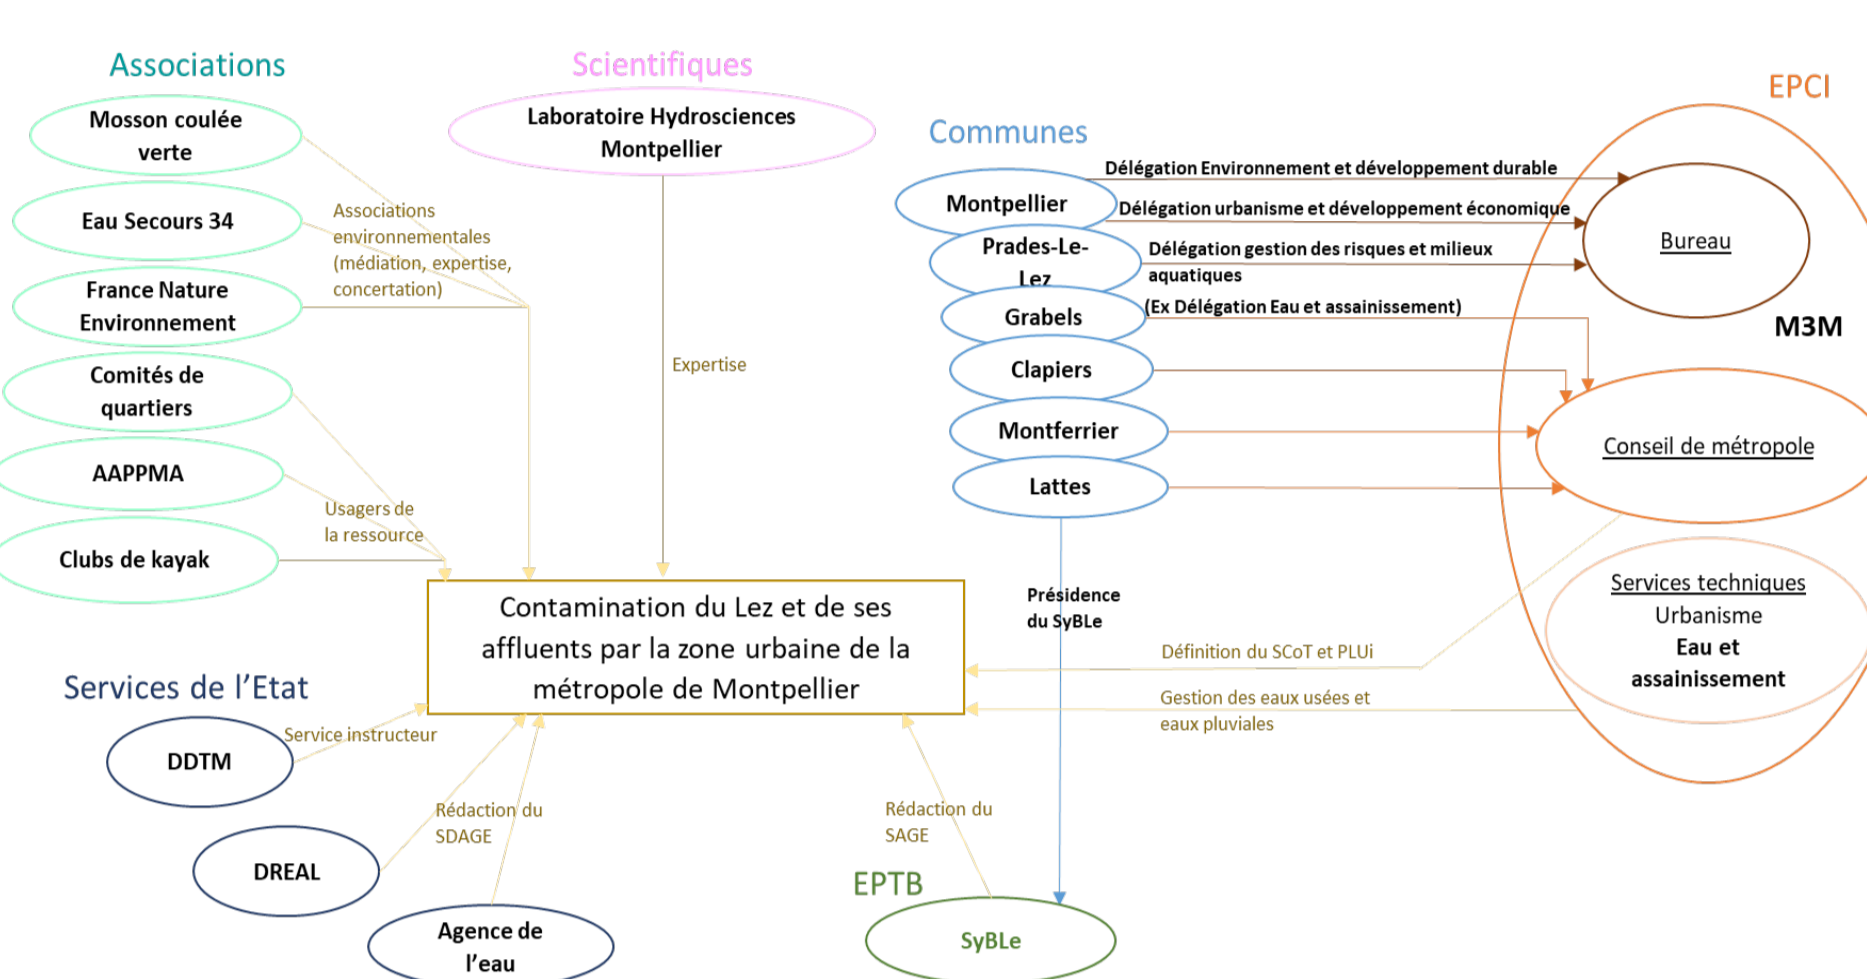 Associations
Mosson coulée
verte
Eau Secours 34
France Nature
Environnement
Comités de
quartiers
AAPPMA
Clubs de kayak
Associations
environnementales
(médiation, expertise,
concertation)
Usagers de
la ressource
Scientifiques
Laboratoire Hydrosciences
Montpellier
Expertise
Communes
Montpellier
Prades-Le-
Lez
Grabels
Clapiers
Montferrier
Lattes
Délégation Environnement et développement durable
Délégation urbanisme et développement économique
Délégation gestion des risques et milieux
aquatiques
(Ex Délégation Eau et assainissement)
EPCI
Bureau
M3M
Conseil de métropole
Services techniques
Urbanisme
Eau et
assainissement
Présidence
du SyBLe
Définition du SCoT et PLUi
Gestion des eaux usées et
eaux pluviales
Contamination du Lez et de ses
affluents par la zone urbaine de la
métropole de Montpellier
Services de l’Etat
DDTM
Service instructeur
DREAL
Rédaction du
SDAGE
Agence de
l’eau
Rédaction du
SAGE
EPTB
SyBLe